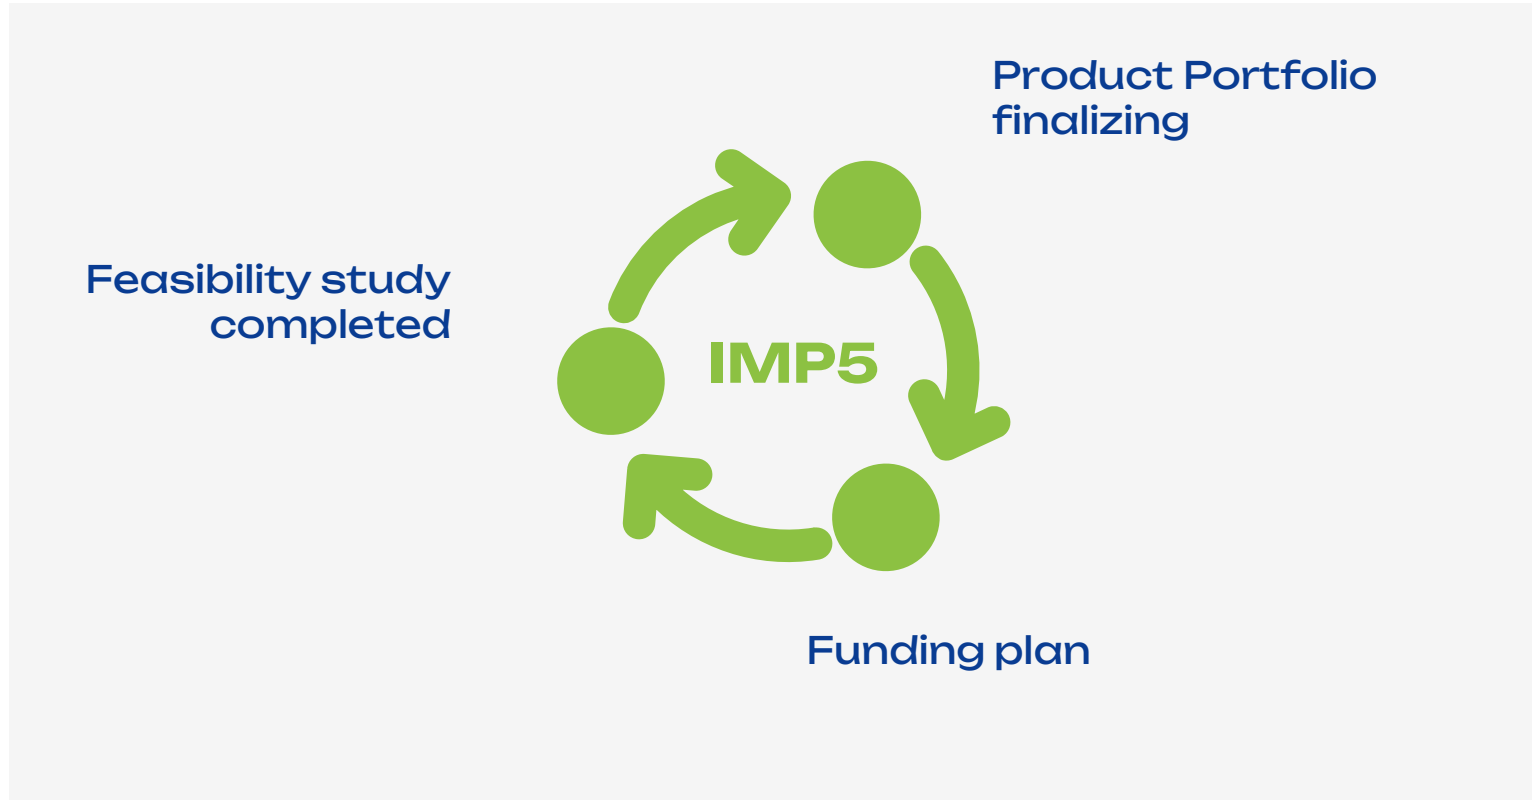 Product Portfolio
finalizing
Feasibility study
completed
IMP5
Funding plan